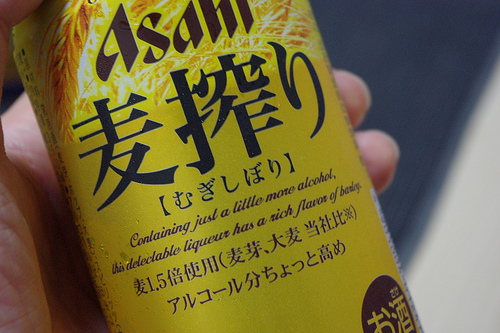 Asahi
麦搾り
【むぎしぼり】
Containing just a little more alcohol,
this delectable liqueur has a rich flavor of barley.
麦1.5倍使用(麦芽、大麦 当社比※)
アルコール分ちょっと高め
お酒